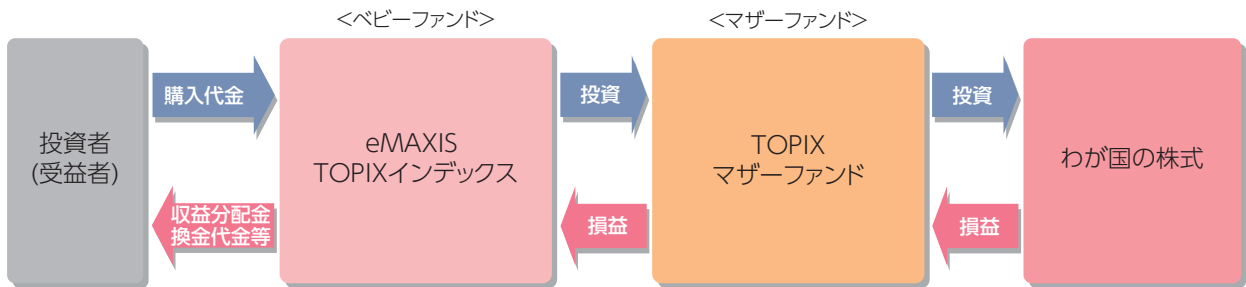 <ベビーファンド>
<マザーファンド>
購入代金
投資
投資
投資者
(受益者)
eMAXIS
TOPIXインデックス
TOPIX
マザーファンド
わが国の株式
収益分配金
換金代金等
損益
損益